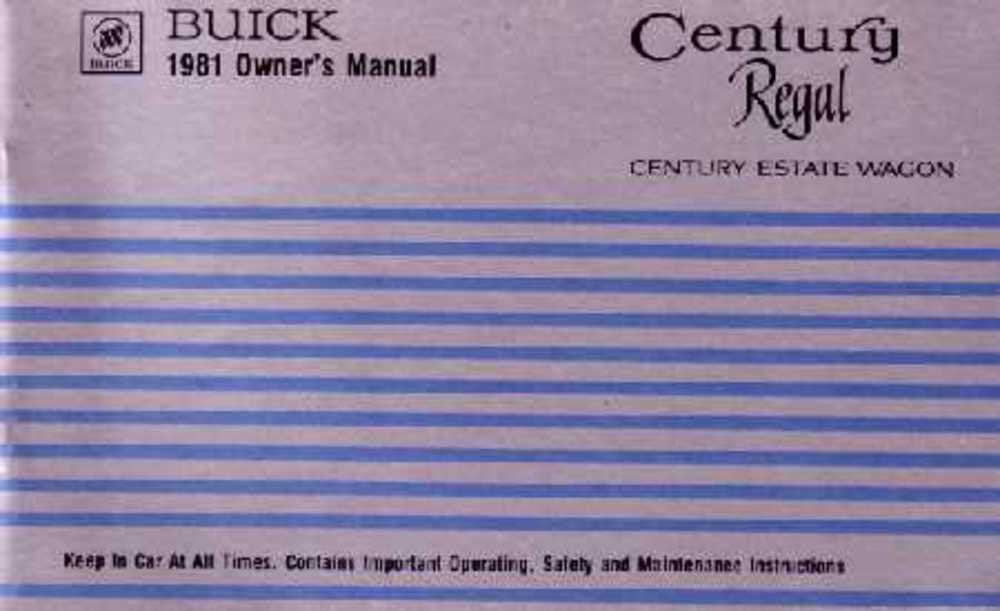 BUICK
BUICK
1981 Owner's Manual
Century
Regal
CENTURY ESTATE WAGON
Keep In Car At All Times. Contains Important Operating, Safety and Maintenance Instructions